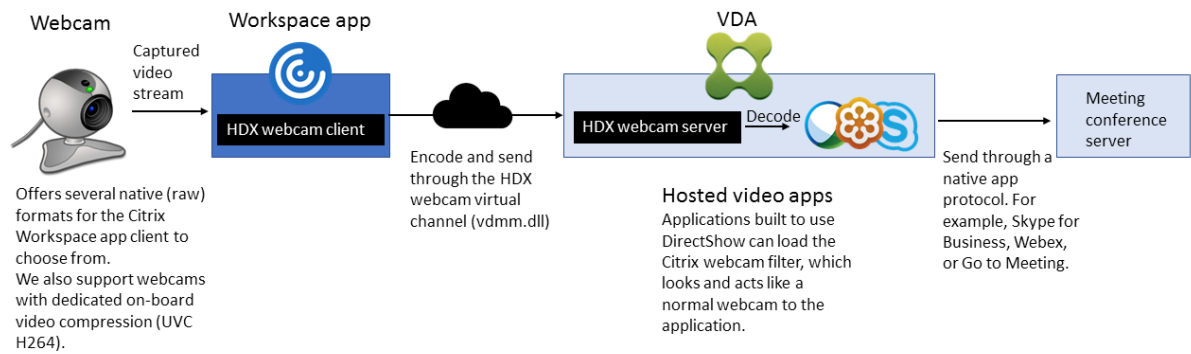 Webcam
Captured
video
stream
Offers several native (raw)
formats for the Citrix
Workspace app client to
choose from.
We also support webcams
with dedicated on-board
video compression (UVC
H264).
Workspace app
HDX webcam client
Encode and send
through the HDX
webcam virtual
channel (vdmm.dll)
VDA
HDX webcam server
Decode
S
Hosted video apps
Applications built to use
DirectShow can load the
Citrix webcam filter, which
looks and acts like a
normal webcam to the
application.
Send through a
native app
protocol. For
example, Skype for
Business, Webex,
or Go to Meeting.
Meeting
conference
server